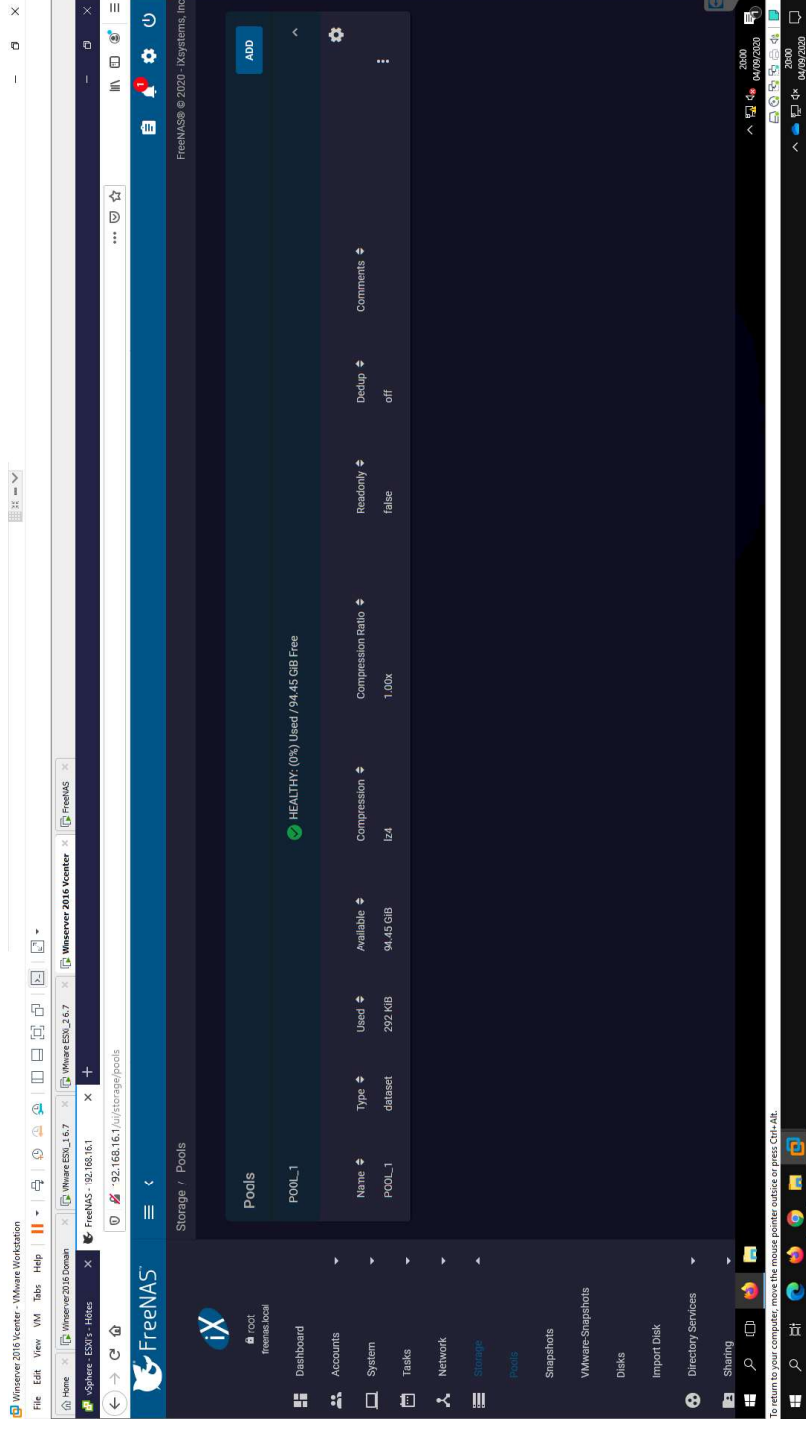 Winserver 2016 Vcenter - VMware Workstation
File Edit View VM Tabs Help
Home
Winserver2016 Domain
VMware ESXi_1 6.7
VMware ESXi_2 6.7
Winserver 2016 Vcenter
FreeNAS
vSphere - ESXi's - Hôtes
FreeNAS - 192.168.16.1
192.168.16.1/ui/storage/pools
FreeNAS
1
Storage / Pools
FreeNAS® © 2020 - iXsystems, Inc
iX
root
freenas.local
Dashboard
Accounts
System
Tasks
Network
Storage
Pools
Snapshots
VMware-Snapshots
Disks
Import Disk
Directory Services
Sharing
Pools
ADD
POOL_1
HEALTHY: (0%) Used / 94.45 GiB Free
Name Type Used Available Compression Compression Ratio Readonly Dedup Comments
POOL_1 dataset 292 KiB 94.45 GiB lz4 1.00x false off
20:00
04/09/2020
To return to your computer, move the mouse pointer outside or press Ctrl+Alt.
20:00
04/09/2020